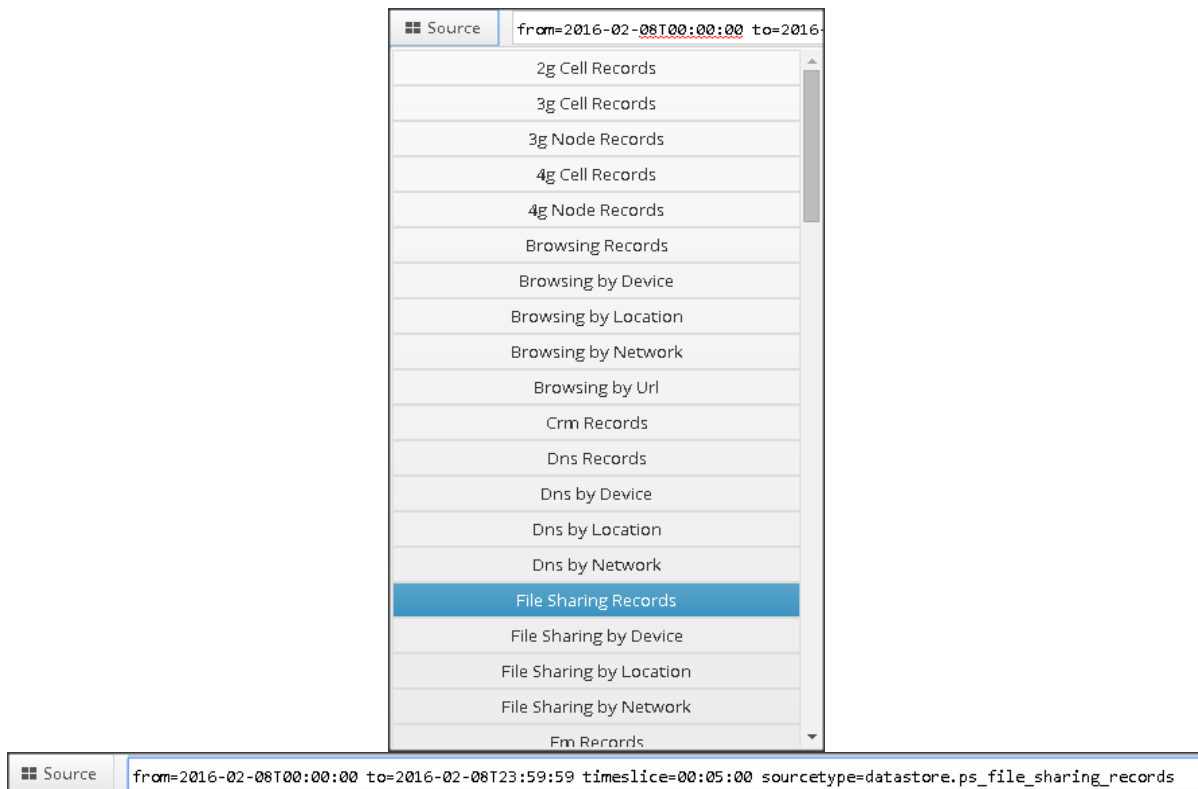 Source from=2016-02-08T00:00:00 to=2016-
2g Cell Records
3g Cell Records
3g Node Records
4g Cell Records
4g Node Records
Browsing Records
Browsing by Device
Browsing by Location
Browsing by Network
Browsing by Url
Crm Records
Dns Records
Dns by Device
Dns by Location
Dns by Network
File Sharing Records
File Sharing by Device
File Sharing by Location
File Sharing by Network
Fm Records
Source from=2016-02-08T00:00:00 to=2016-02-08T23:59:59 timeslice=00:05:00 sourcetype=datastore.ps_file_sharing_records